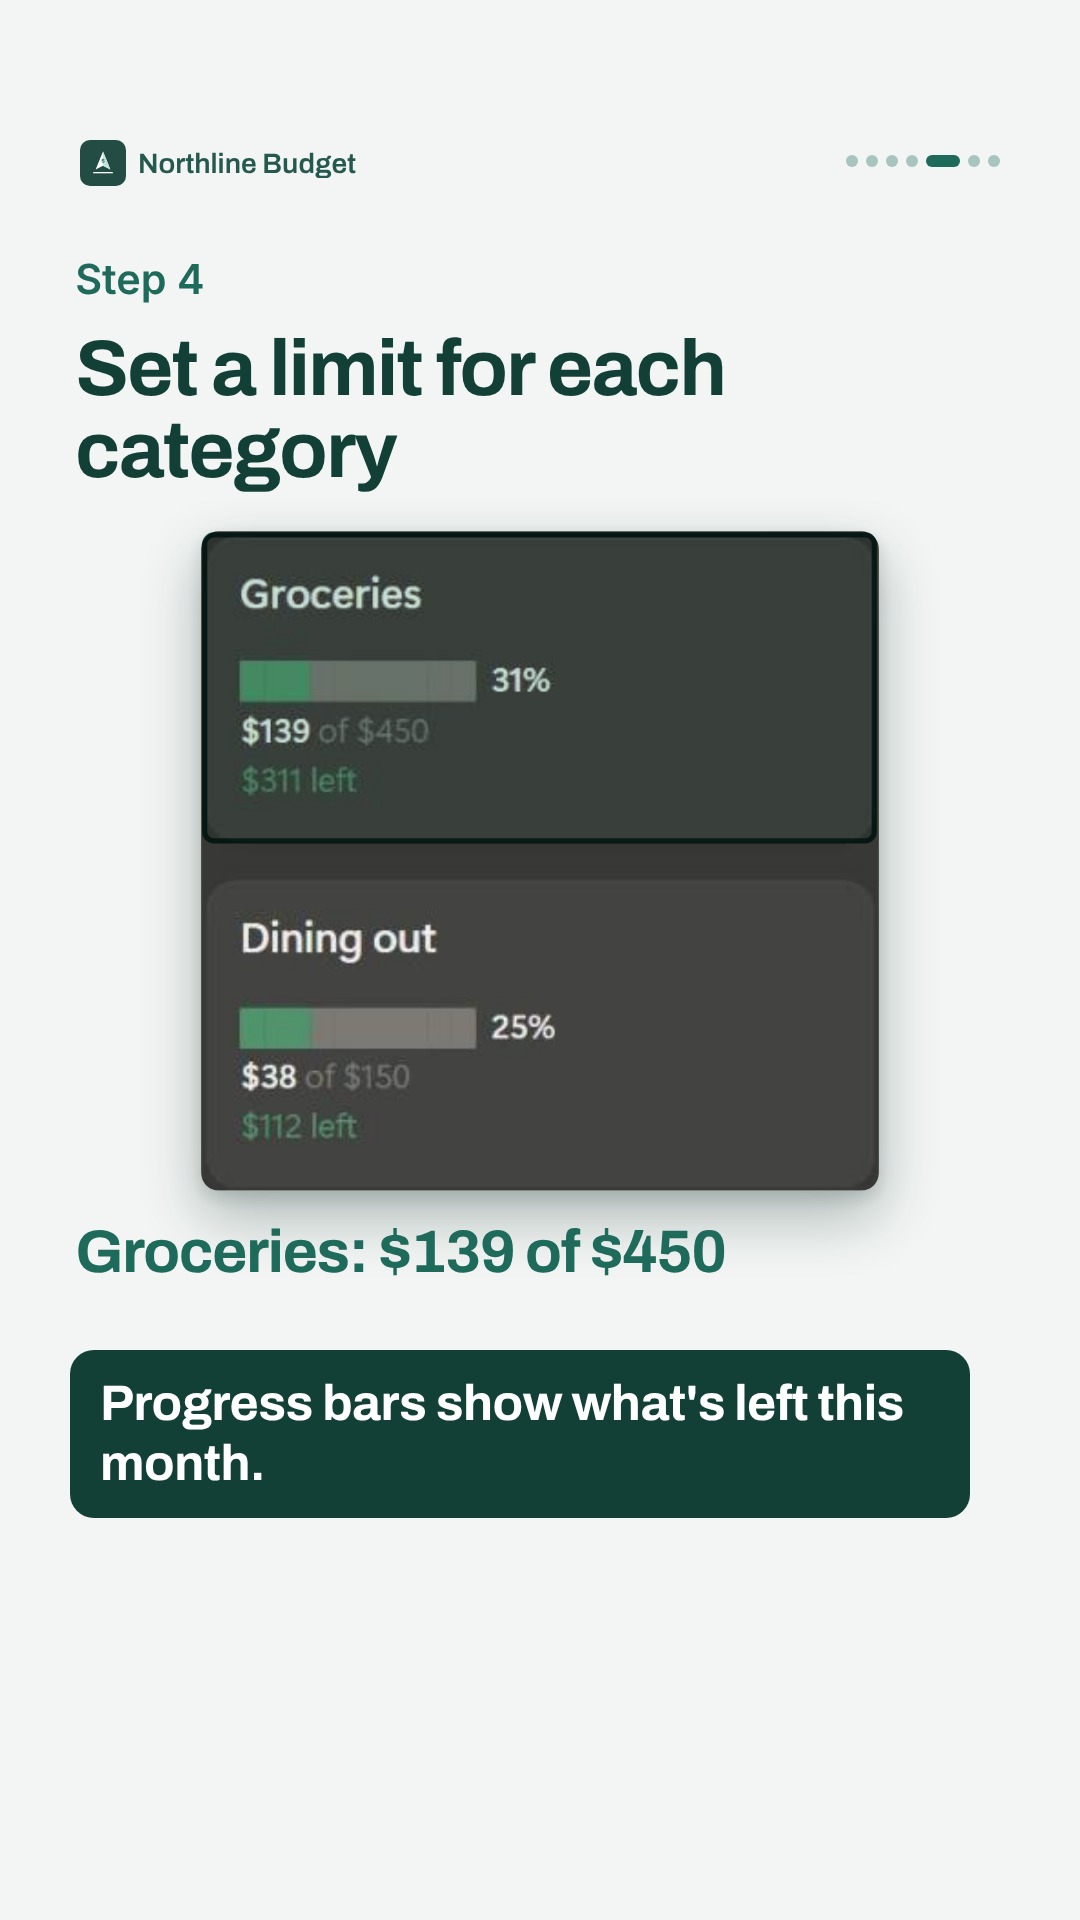 Northline Budget
Step 4
Set a limit for each
category
Groceries
31%
$139 of $450
$311 left
Dining out
25%
$38 of $150
$112 left
Groceries: $139 of $450
Progress bars show what's left this
month.